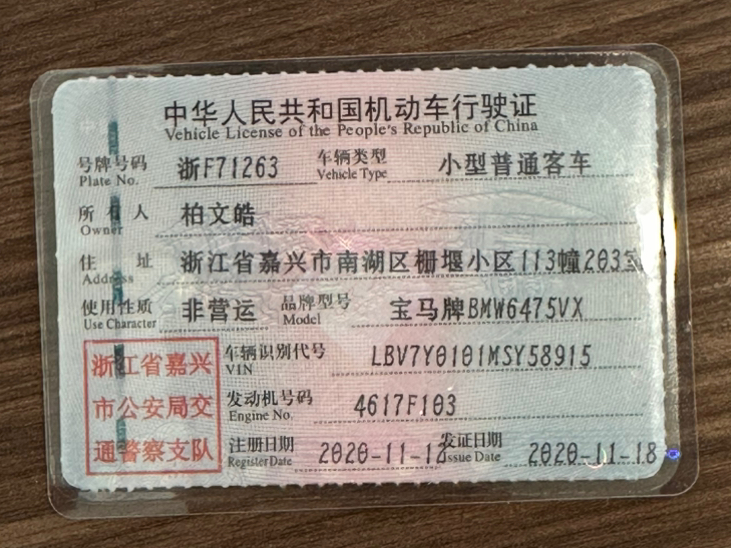 中华人民共和国机动车行驶证
Vehicle License of the People's Republic of China
号牌号码 浙F71263 车辆类型 小型普通客车
Plate No. Vehicle Type
所有人 柏文皓
Owner
住址 浙江省嘉兴市南湖区栅堰小区113幢203室
Address
使用性质 非营运 品牌型号 宝马牌BMW6475VX
Use Character Model
浙江省嘉兴 车辆识别代号 LBV7Y0101MSY58915
VIN
市公安局交 发动机号码 4617F103
Engine No.
通警察支队 注册日期 2020-11-12 发证日期 2020-11-18
Register Date Issue Date